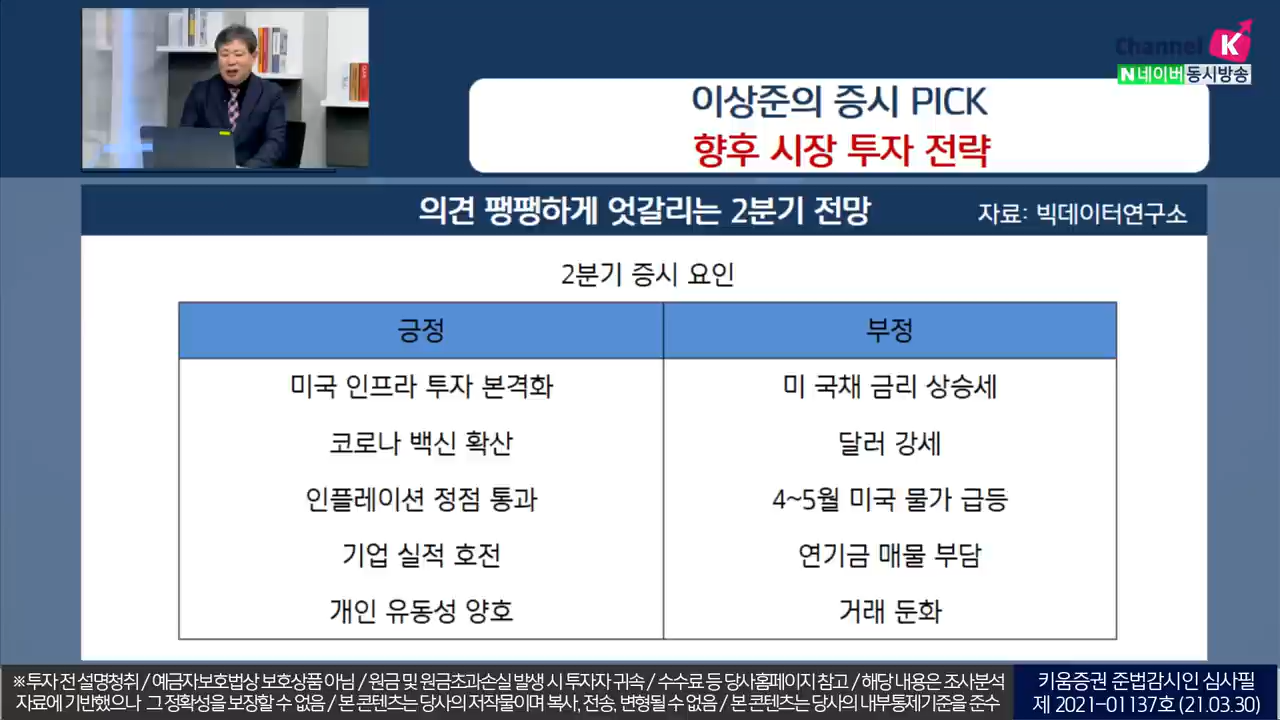 Channel K
N네이버동시방송
이상준의 증시 PICK
향후 시장 투자 전략
의견 팽팽하게 엇갈리는 2분기 전망
자료: 빅데이터연구소
2분기 증시 요인
긍정 부정
미국 인프라 투자 본격화 미 국채 금리 상승세
코로나 백신 확산 달러 강세
인플레이션 정점 통과 4~5월 미국 물가 급등
기업 실적 호전 연기금 매물 부담
개인 유동성 양호 거래 둔화
※투자 전 설명청취 / 예금자보호법상 보호상품 아님 / 원금 및 원금초과손실 발생 시 투자자 귀속 / 수수료 등 당사홈페이지 참고 / 해당 내용은 조사분석
자료에 기반했으나 그 정확성을 보장할 수 없음 / 본 콘텐츠는 당사의 저작물이며 복사, 전송, 변형될 수 없음 / 본 콘텐츠는 당사의 내부통제기준을 준수
키움증권 준법감시인 심사필
제 2021-01137호 (21.03.30)